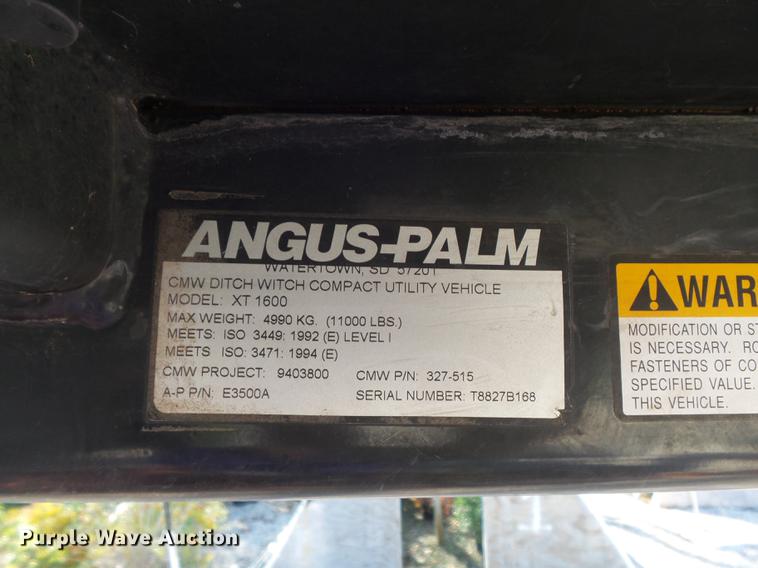 ANGUS-PALM
WATERTOWN, SD 57201
CMW DITCH WITCH COMPACT UTILITY VEHICLE
MODEL: XT 1600
MAX WEIGHT: 4990 KG. (11000 LBS.)
MEETS: ISO 3449: 1992 (E) LEVEL I
MEETS ISO: 3471: 1994 (E)
CMW PROJECT: 9403800 CMW P/N: 327-515
A-P P/N: E3500A SERIAL NUMBER: T8827B168
WAR
MODIFICATION OR ST
IS NECESSARY. RO
FASTENERS OF CO
SPECIFIED VALUE.
THIS VEHICLE.
Purple Wave Auction